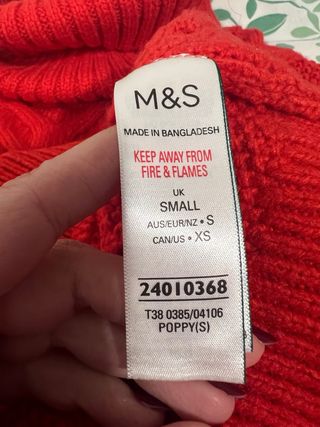 M&S
MADE IN BANGLADESH
KEEP AWAY FROM
FIRE & FLAMES
UK
SMALL
AUS/EUR/NZ • S
CAN/US • XS
24010368
T38 0385/04106
POPPY(S)